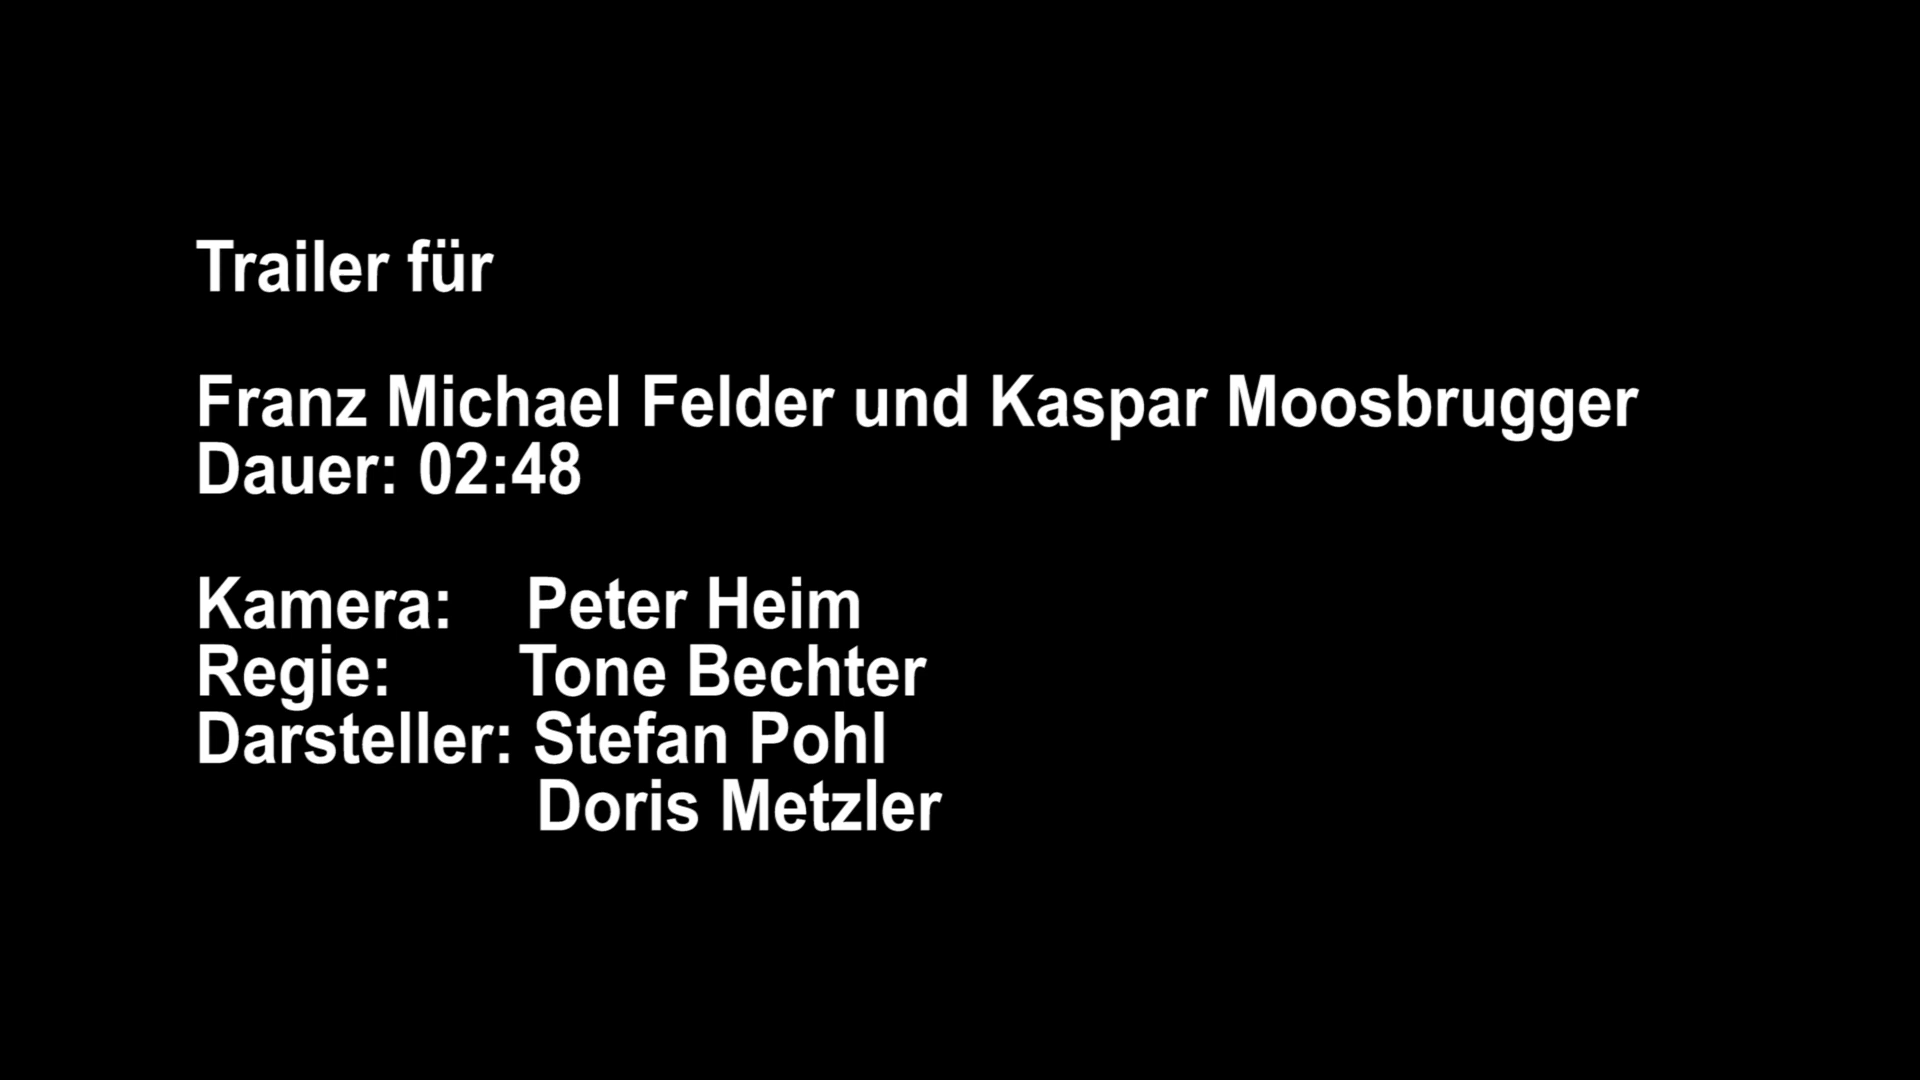 Trailer für
Franz Michael Felder und Kaspar Moosbrugger
Dauer: 02:48
Kamera: Peter Heim
Regie: Tone Bechter
Darsteller: Stefan Pohl
Doris Metzler